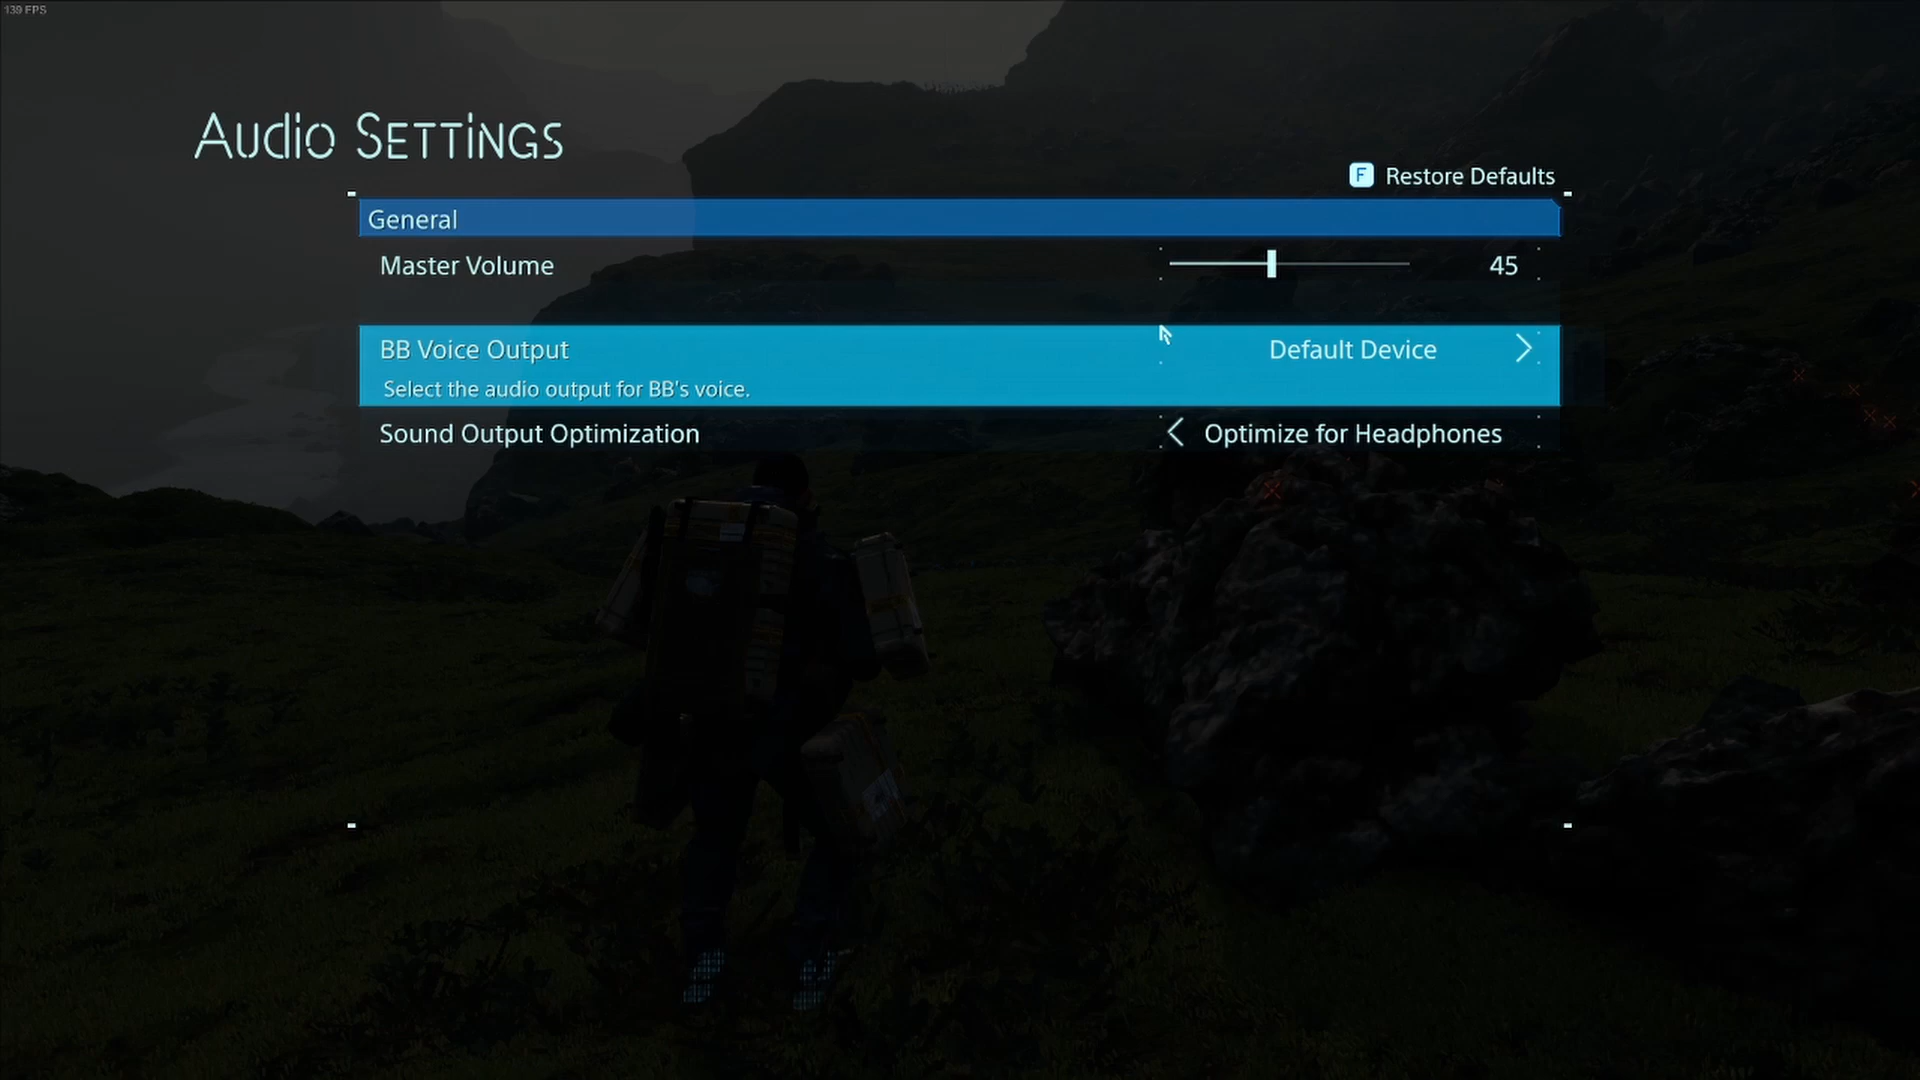 139 FPS
Audio Settings
F Restore Defaults
General
Master Volume 45
BB Voice Output Default Device
Select the audio output for BB's voice.
Sound Output Optimization Optimize for Headphones